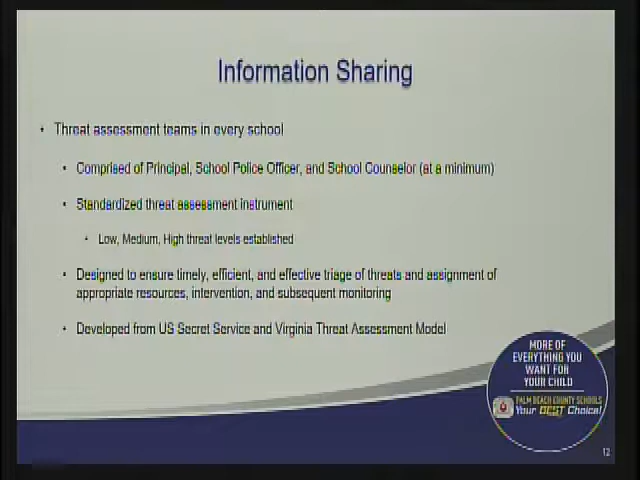 Information Sharing
• Threat assessment teams in every school
• Comprised of Principal, School Police Officer, and School Counselor (at a minimum)
• Standardized threat assessment instrument
• Low, Medium, High threat levels established
• Designed to ensure timely, efficient, and effective triage of threats and assignment of
appropriate resources, intervention, and subsequent monitoring
• Developed from US Secret Service and Virginia Threat Assessment Model
MORE OF
EVERYTHING YOU
WANT FOR
YOUR CHILD
PALM BEACH COUNTY SCHOOLS
Your BEST Choice!
12